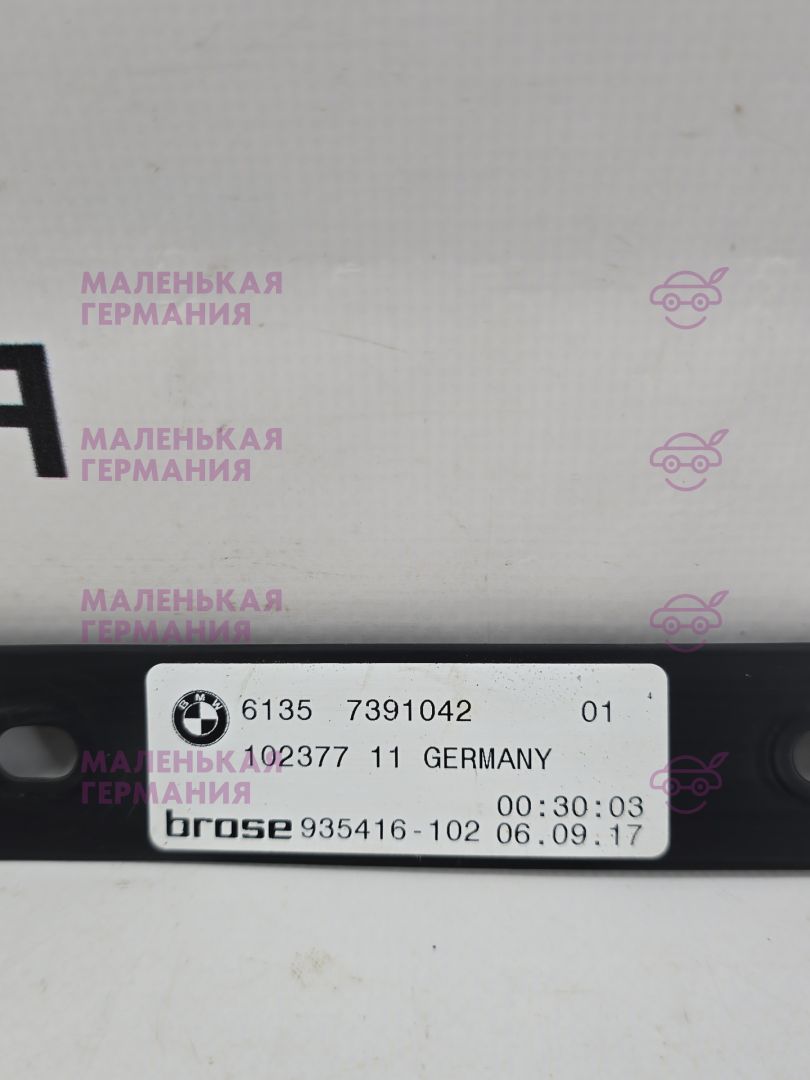 МАЛЕНЬКАЯ
ГЕРМАНИЯ
МАЛЕНЬКАЯ
ГЕРМАНИЯ
МАЛЕНЬКАЯ
ГЕРМАНИЯ
BMW 6135 7391042 01
102377 11 GERMANY
МАЛЕНЬКАЯ
ГЕРМАНИЯ
00:30:03
brose 935416-102 06.09.17